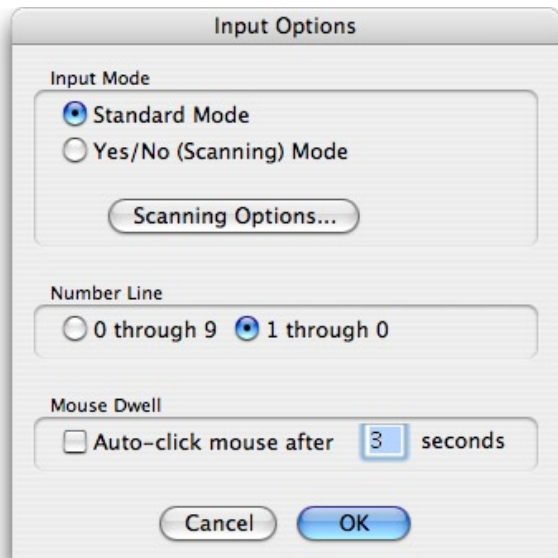 Input Options
Input Mode
Standard Mode
Yes/No (Scanning) Mode
Scanning Options...
Number Line
0 through 9 1 through 0
Mouse Dwell
Auto-click mouse after 3 seconds
Cancel OK